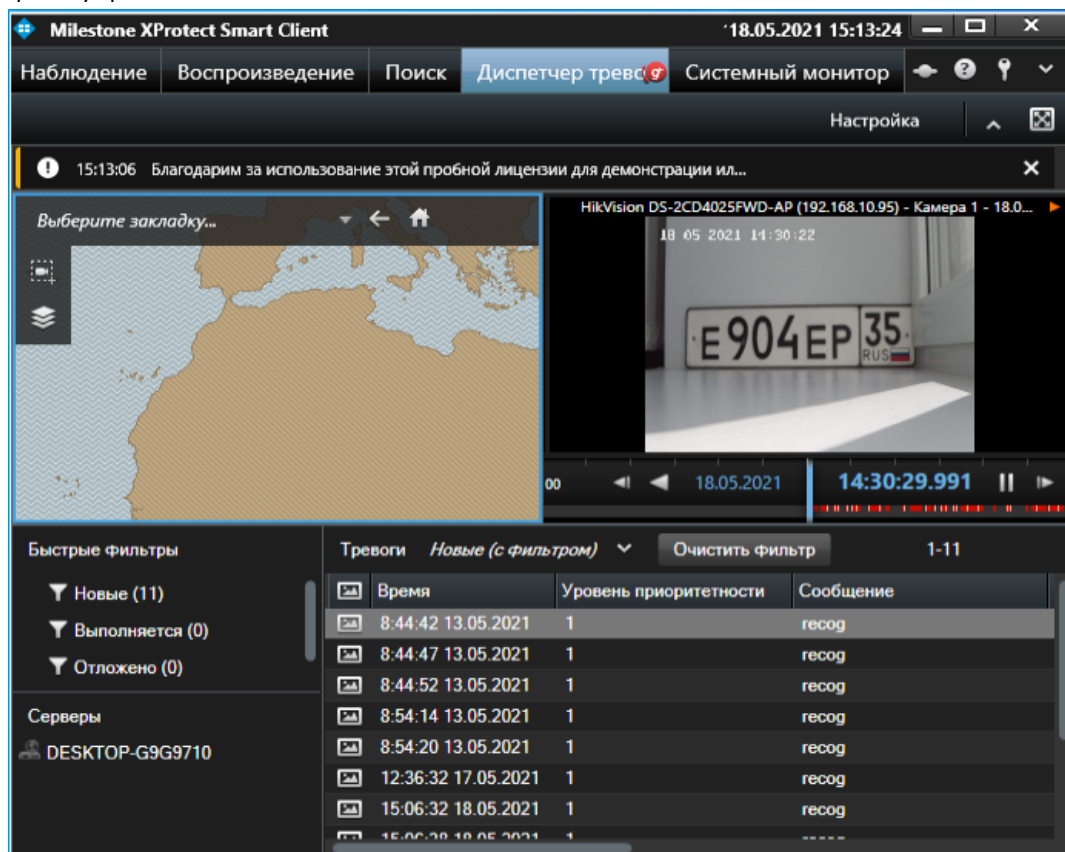 Milestone XProtect Smart Client
18.05.2021 15:13:24
Наблюдение Воспроизведение Поиск Диспетчер Системный монитор
Настройка
15:13:06 Благодарим за использование этой пробной лицензии для демонстрации ил...
Выберите закладку...
HikVision DS-2CD4025FWD-AP (192.168.10.95) - Камера 1 - 18.0...
18 05 2021 14:30:22
E904EP 35
RUS
00 18.05.2021 14:30:29.991
Быстрые фильтры
Новые (11)
Выполняется (0)
Отложено (0)
Серверы
DESKTOP-G9G9710
Тревоги Новые (с фильтром) Очистить фильтр 1-11
Время Уровень приоритетности Сообщение
8:44:42 13.05.2021 1 recog
8:44:47 13.05.2021 1 recog
8:44:52 13.05.2021 1 recog
8:54:14 13.05.2021 1 recog
8:54:20 13.05.2021 1 recog
12:36:32 17.05.2021 1 recog
15:06:32 18.05.2021 1 recog